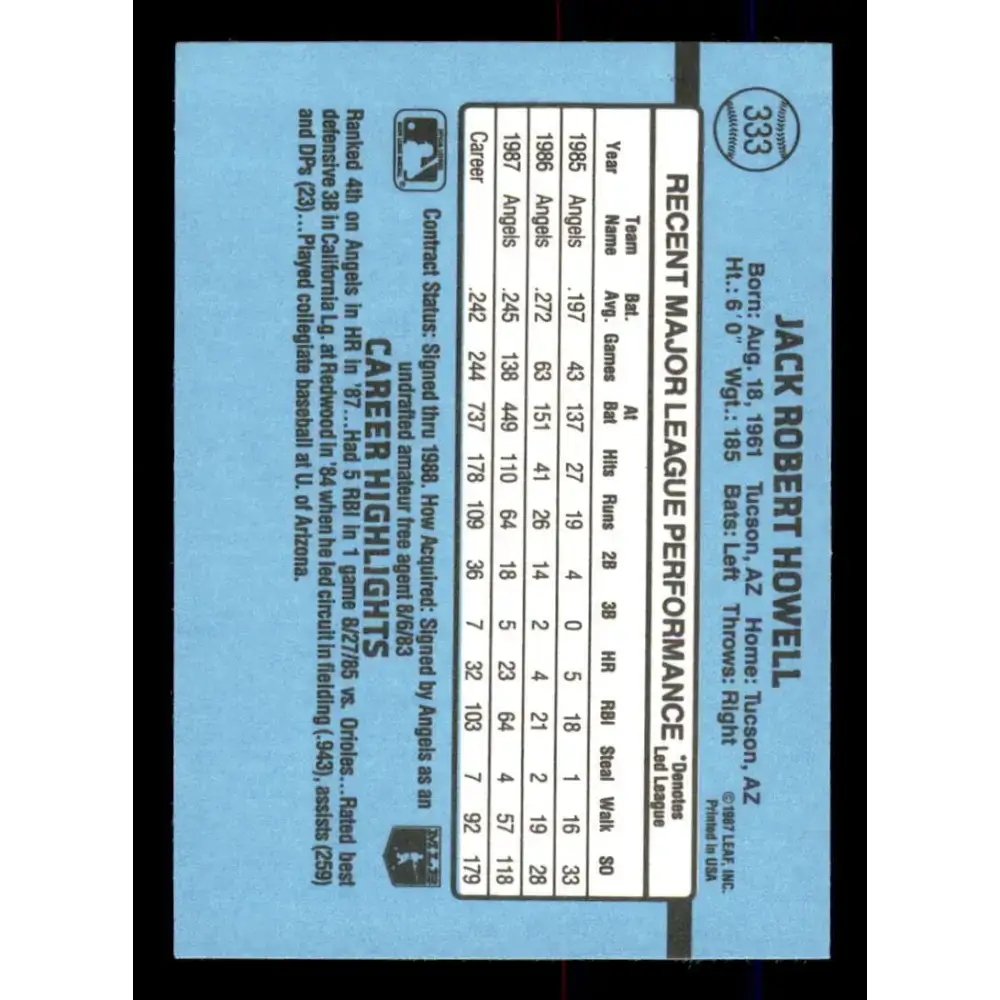 333
JACK ROBERT HOWELL
Born: Aug. 18, 1961 Tucson, AZ Home: Tucson, AZ
Ht.: 6'0" Wgt.: 185 Bats: Left Throws: Right
©1987 LEAF, INC.
Printed in USA
RECENT MAJOR LEAGUE PERFORMANCE *Denotes Led League
Year Team Name Bat. Avg. Games At Bat Hits Runs 2B 3B HR RBI Steal Walk SO
1985 Angels .197 43 137 27 19 4 0 5 18 1 16 33
1986 Angels .272 63 151 41 26 14 2 4 21 2 19 28
1987 Angels .245 138 449 110 64 18 5 23 64 4 57 118
Career .242 244 737 178 109 36 7 32 103 7 92 179
Contract Status: Signed thru 1988. How Acquired: Signed by Angels as an
undrafted amateur free agent 8/6/83
CAREER HIGHLIGHTS
Ranked 4th on Angels in HR in '87...Had 5 RBI in 1 game 8/27/85 vs. Orioles...Rated best
defensive 3B in California Lg. at Redwood in '84 when he led circuit in fielding (.943), assists (259)
and DPs (23)...Played collegiate baseball at U. of Arizona.